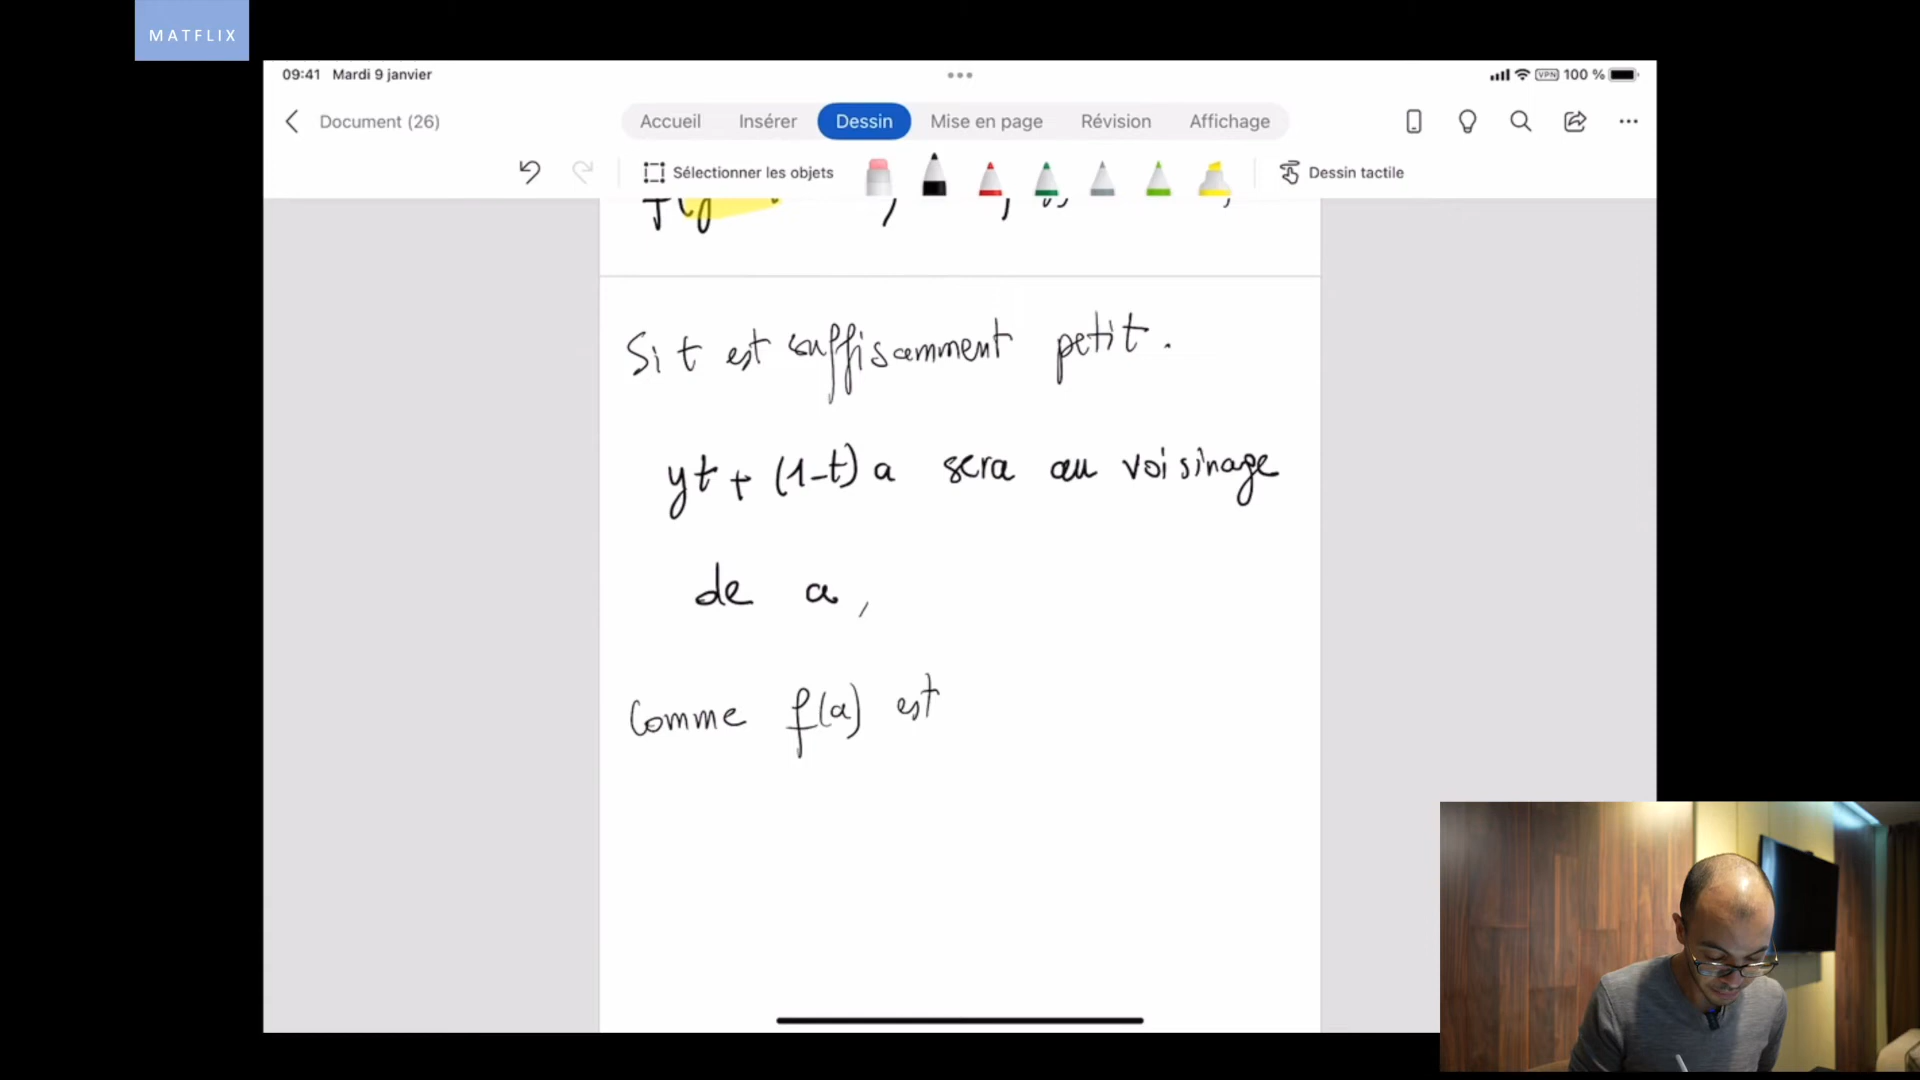 MATFLIX
09:41 Mardi 9 janvier
VPN 100 %
Document (26)
Accueil Insérer Dessin Mise en page Révision Affichage
Sélectionner les objets
Dessin tactile
Si t est suffisamment petit.
yt + (1-t) a sera au voisinage
de a,
Comme f(a) est